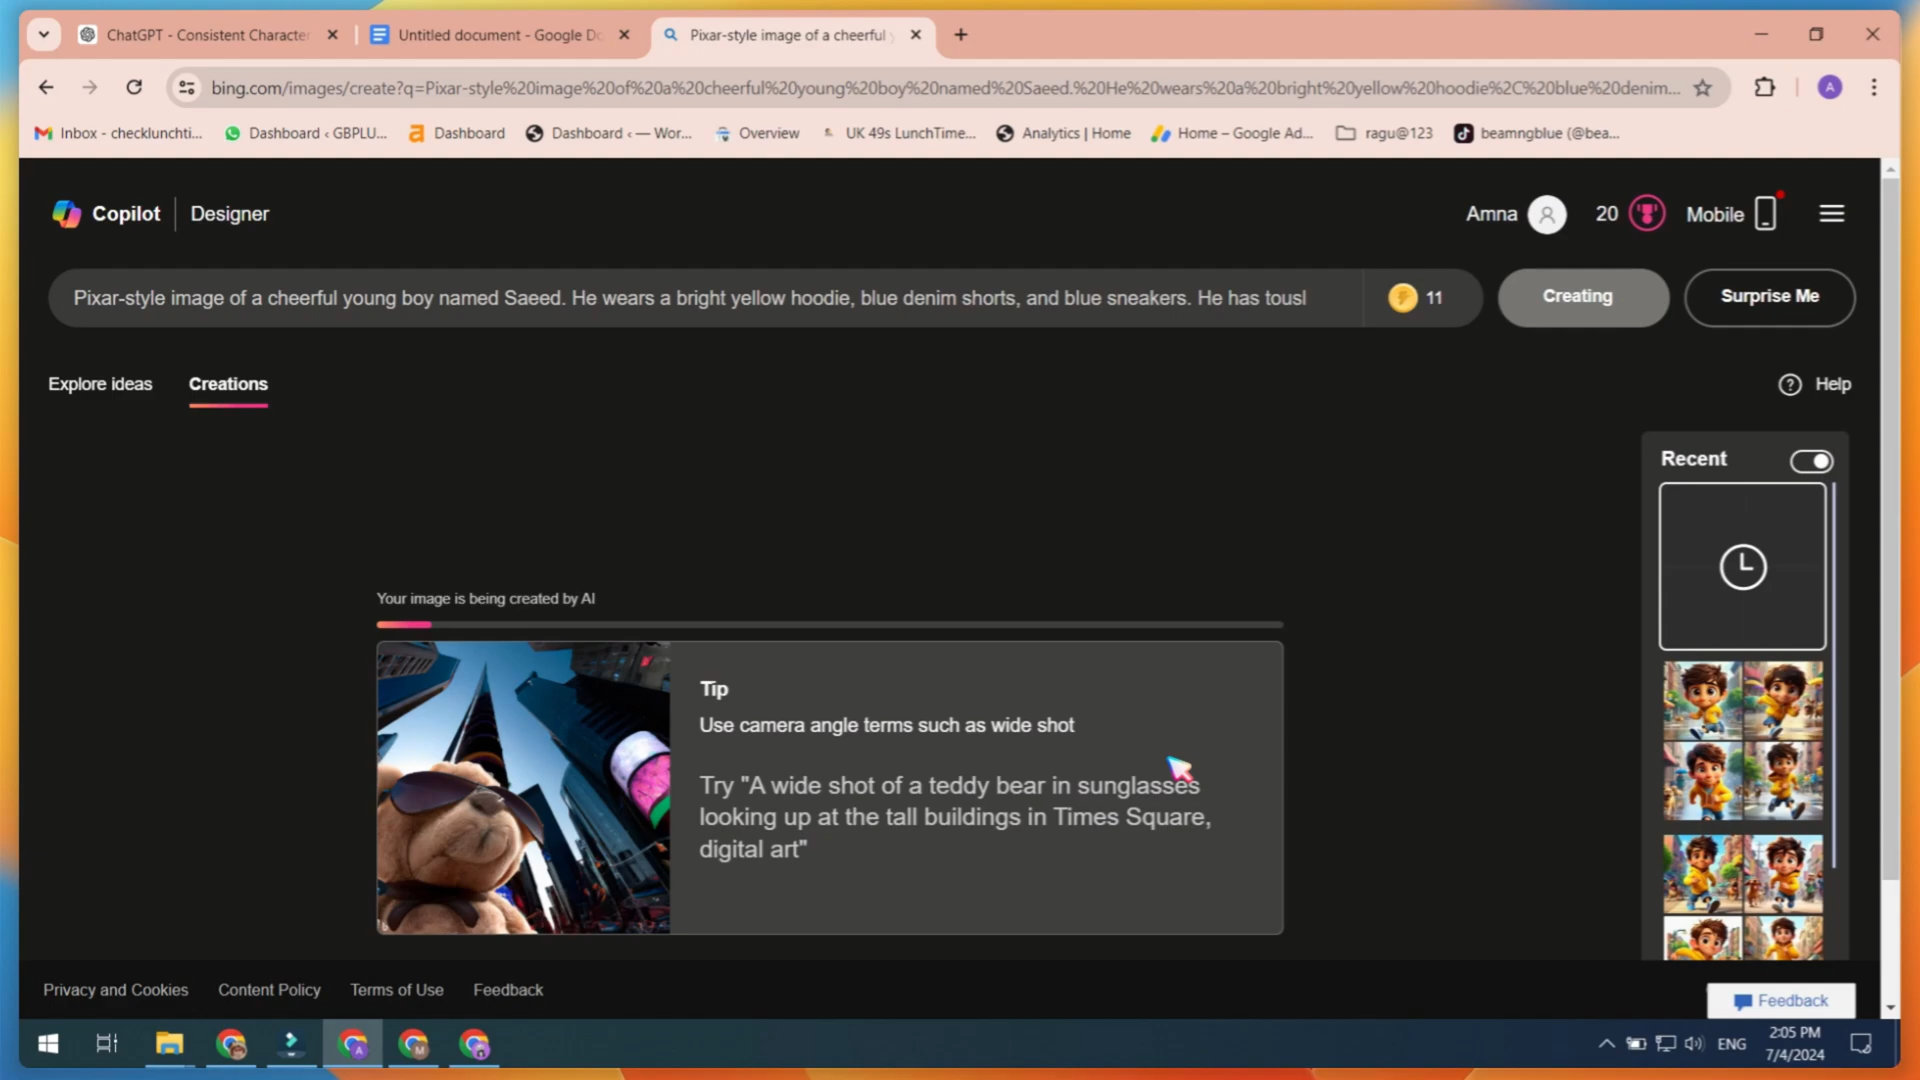 ChatGPT - Consistent Character
Untitled document - Google Do
Pixar-style image of a cheerful
bing.com/images/create?q=Pixar-style%20image%20of%20a%20cheerful%20young%20boy%20named%20Saeed.%20He%20wears%20a%20bright%20yellow%20hoodie%2C%20blue%20denim...
A
Inbox - checklunchti...
Dashboard ‹ GBPLU...
Dashboard
Dashboard ‹ — Wor...
Overview
UK 49s LunchTime...
Analytics | Home
Home – Google Ad...
ragu@123
beamngblue (@bea...
Copilot
Designer
Amna
20
Mobile
Pixar-style image of a cheerful young boy named Saeed. He wears a bright yellow hoodie, blue denim shorts, and blue sneakers. He has tousl
11
Creating
Surprise Me
Explore ideas
Creations
Help
Recent
Your image is being created by AI
Tip
Use camera angle terms such as wide shot
Try "A wide shot of a teddy bear in sunglasses
looking up at the tall buildings in Times Square,
digital art"
Privacy and Cookies
Content Policy
Terms of Use
Feedback
Feedback
ENG
2:05 PM
7/4/2024